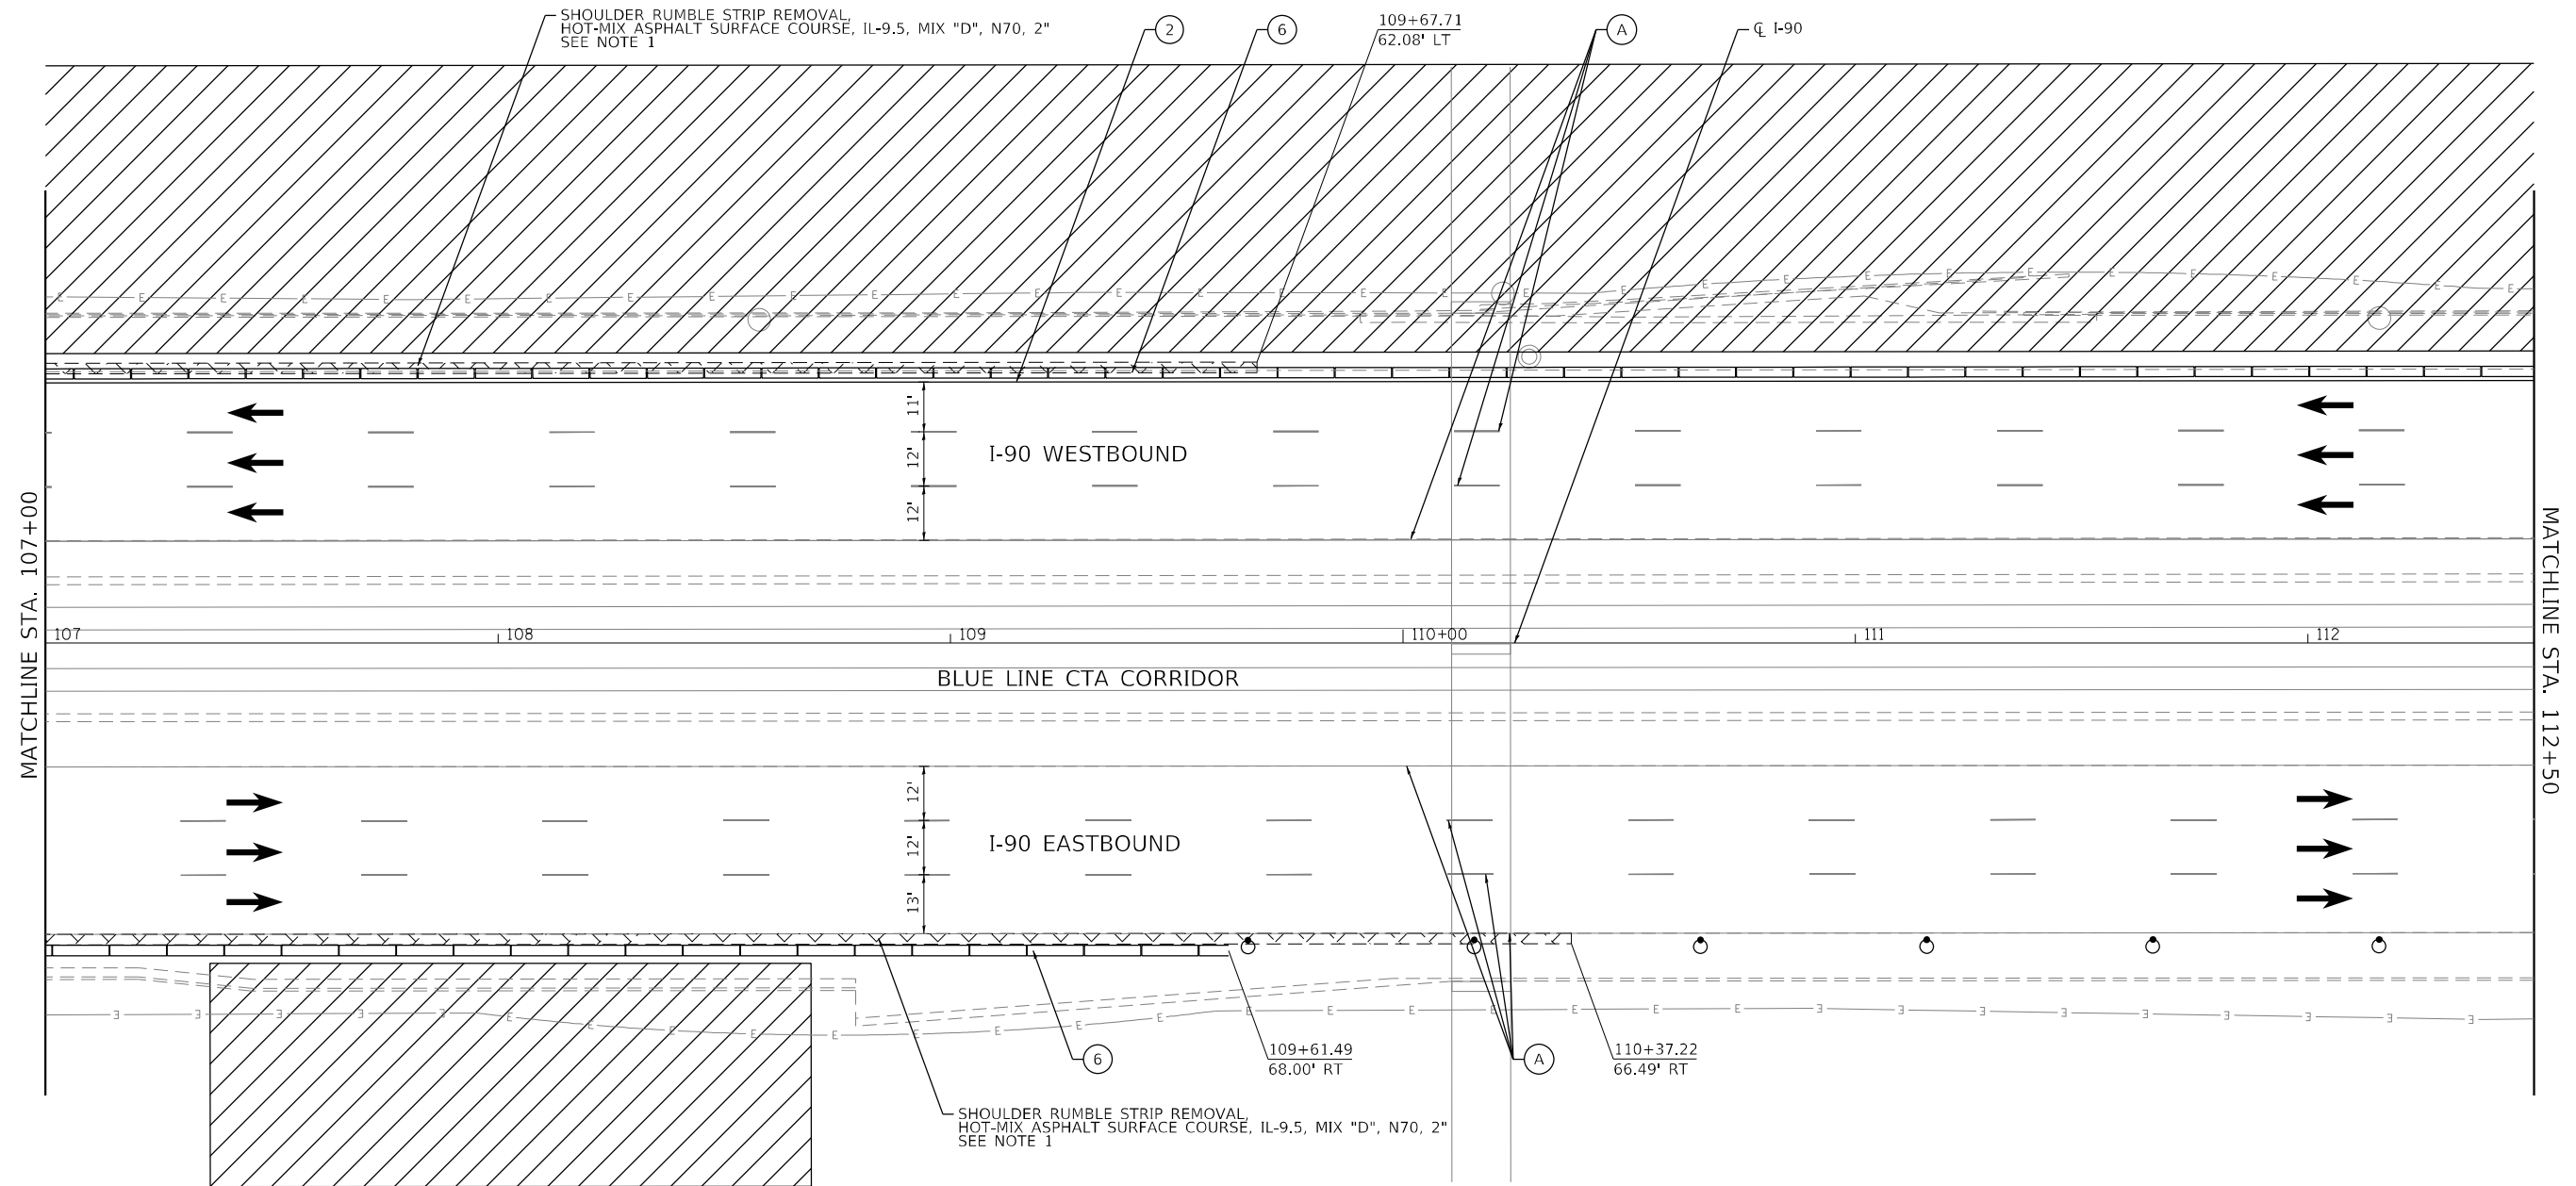 SHOULDER RUMBLE STRIP REMOVAL,
HOT-MIX ASPHALT SURFACE COURSE, IL-9.5, MIX "D", N70, 2"
SEE NOTE 1
2
6
109+67.71
62.08' LT
A
℄ I-90
11'
12'
12'
I-90 WESTBOUND
MATCHLINE STA. 107+00
MATCHLINE STA. 112+50
107
108
109
110+00
111
112
BLUE LINE CTA CORRIDOR
12'
12'
13'
I-90 EASTBOUND
6
109+61.49
68.00' RT
A
110+37.22
66.49' RT
SHOULDER RUMBLE STRIP REMOVAL,
HOT-MIX ASPHALT SURFACE COURSE, IL-9.5, MIX "D", N70, 2"
SEE NOTE 1